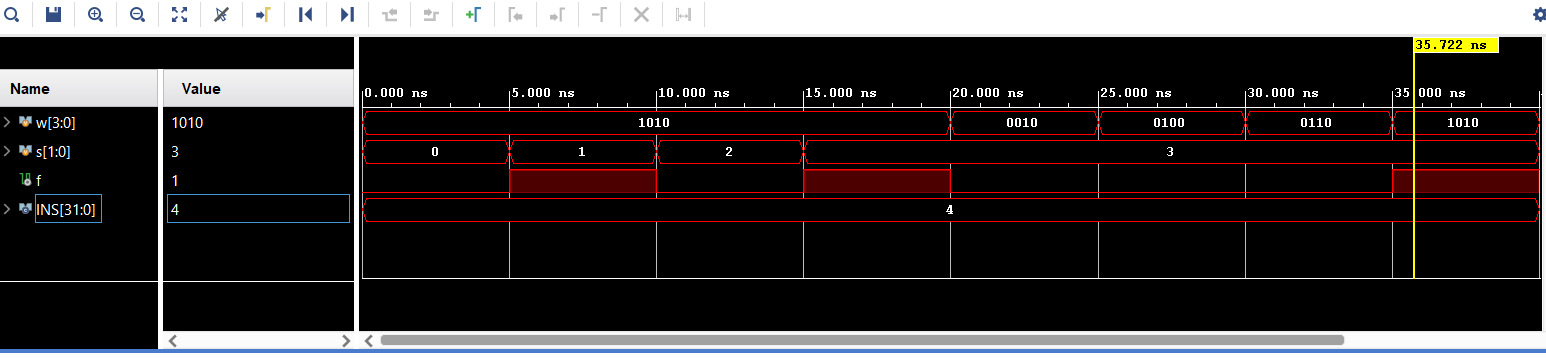 35.722 ns
Name Value
0.000 ns 5.000 ns 10.000 ns 15.000 ns 20.000 ns 25.000 ns 30.000 ns 35.000 ns
w[3:0] 1010 1010 0010 0100 0110 1010
s[1:0] 3 0 1 2 3
f 1
INS[31:0] 4 4